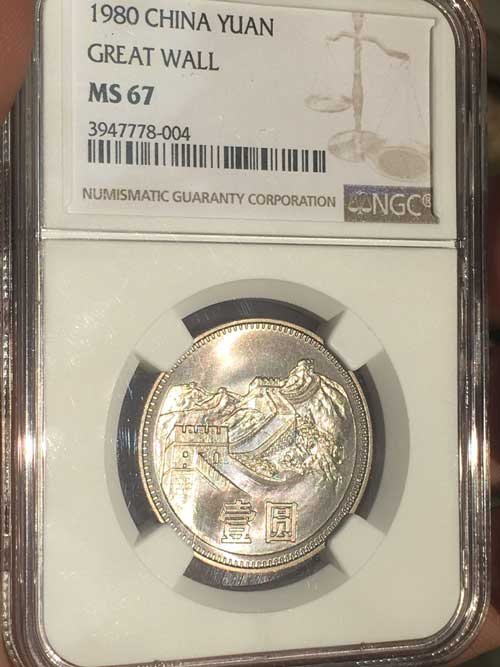 1980 CHINA YUAN
GREAT WALL
MS 67
3947778-004
NUMISMATIC GUARANTY CORPORATION NGC®
壹圆